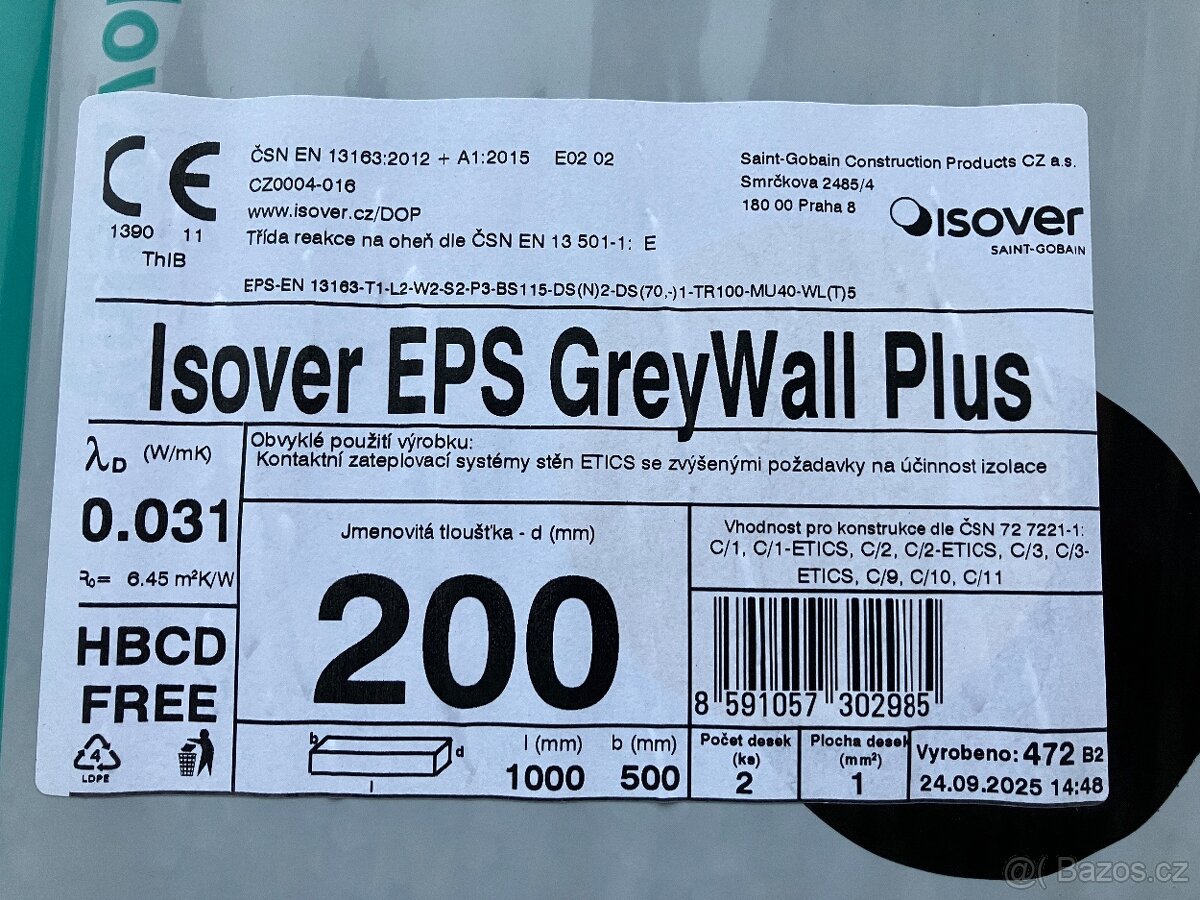 isov
CE
1390 11
ThIB
ČSN EN 13163:2012 + A1:2015 E02 02
CZ0004-016
www.isover.cz/DOP
Třída reakce na oheň dle ČSN EN 13 501-1: E
Saint-Gobain Construction Products CZ a.s.
Smrčkova 2485/4
180 00 Praha 8
isover
SAINT-GOBAIN
EPS-EN 13163-T1-L2-W2-S2-P3-BS115-DS(N)2-DS(70,-)1-TR100-MU40-WL(T)5
Isover EPS GreyWall Plus
λD (W/mK)
0.031
R0= 6.45 m²K/W
HBCD
FREE
4
LDPE
Obvyklé použití výrobku:
Kontaktní zateplovací systémy stěn ETICS se zvýšenými požadavky na účinnost izolace
Jmenovitá tloušťka - d (mm)
200
Vhodnost pro konstrukce dle ČSN 72 7221-1:
C/1, C/1-ETICS, C/2, C/2-ETICS, C/3, C/3-
ETICS, C/9, C/10, C/11
8 591057 302985
b d l
l (mm) b (mm)
1000 500
Počet desek
(ks)
2
Plocha desek
(mm²)
1
Vyrobeno: 472 B2
24.09.2025 14:48
@( Bazos.cz